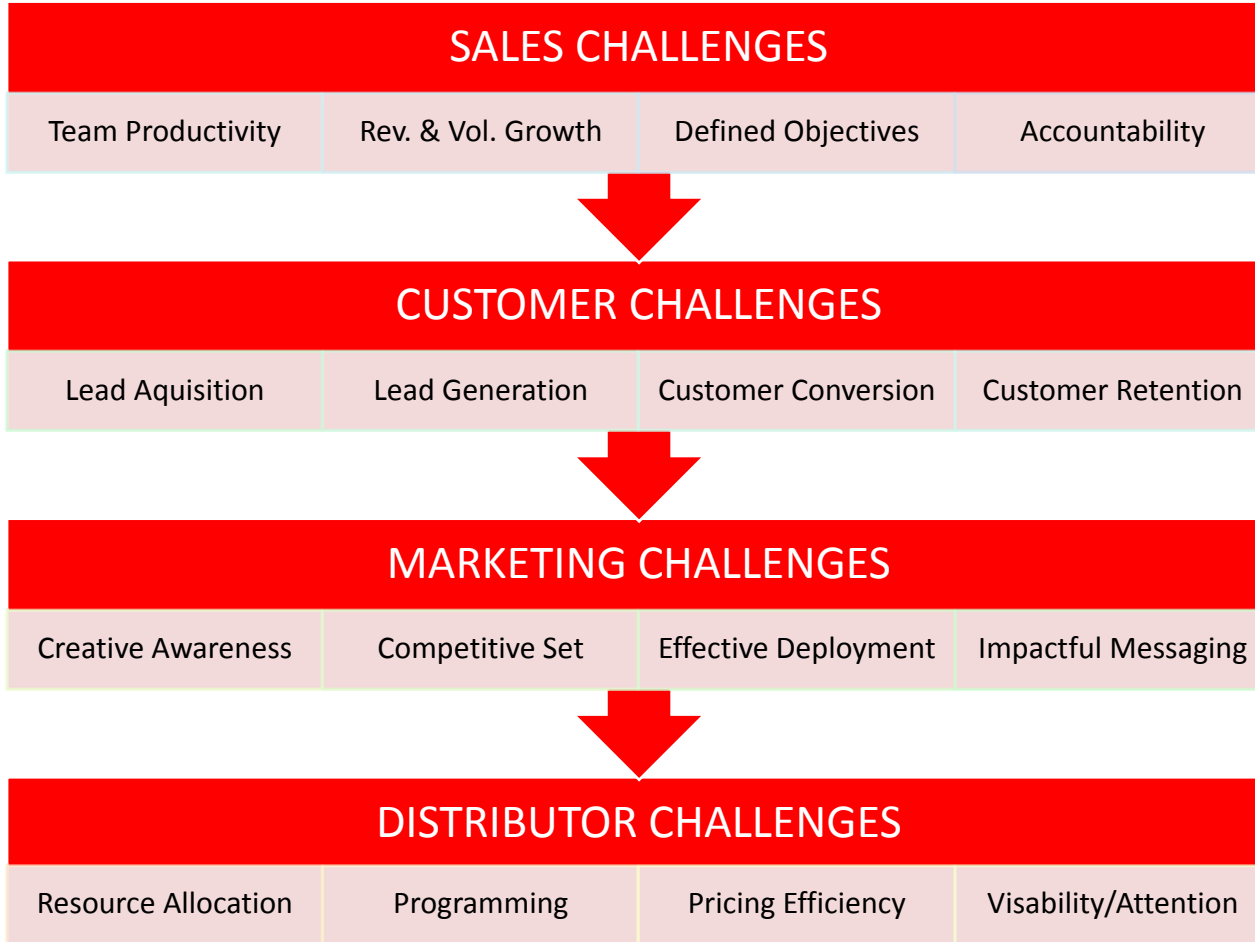 SALES CHALLENGES
Team Productivity Rev. & Vol. Growth Defined Objectives Accountability
CUSTOMER CHALLENGES
Lead Aquisition Lead Generation Customer Conversion Customer Retention
MARKETING CHALLENGES
Creative Awareness Competitive Set Effective Deployment Impactful Messaging
DISTRIBUTOR CHALLENGES
Resource Allocation Programming Pricing Efficiency Visability/Attention